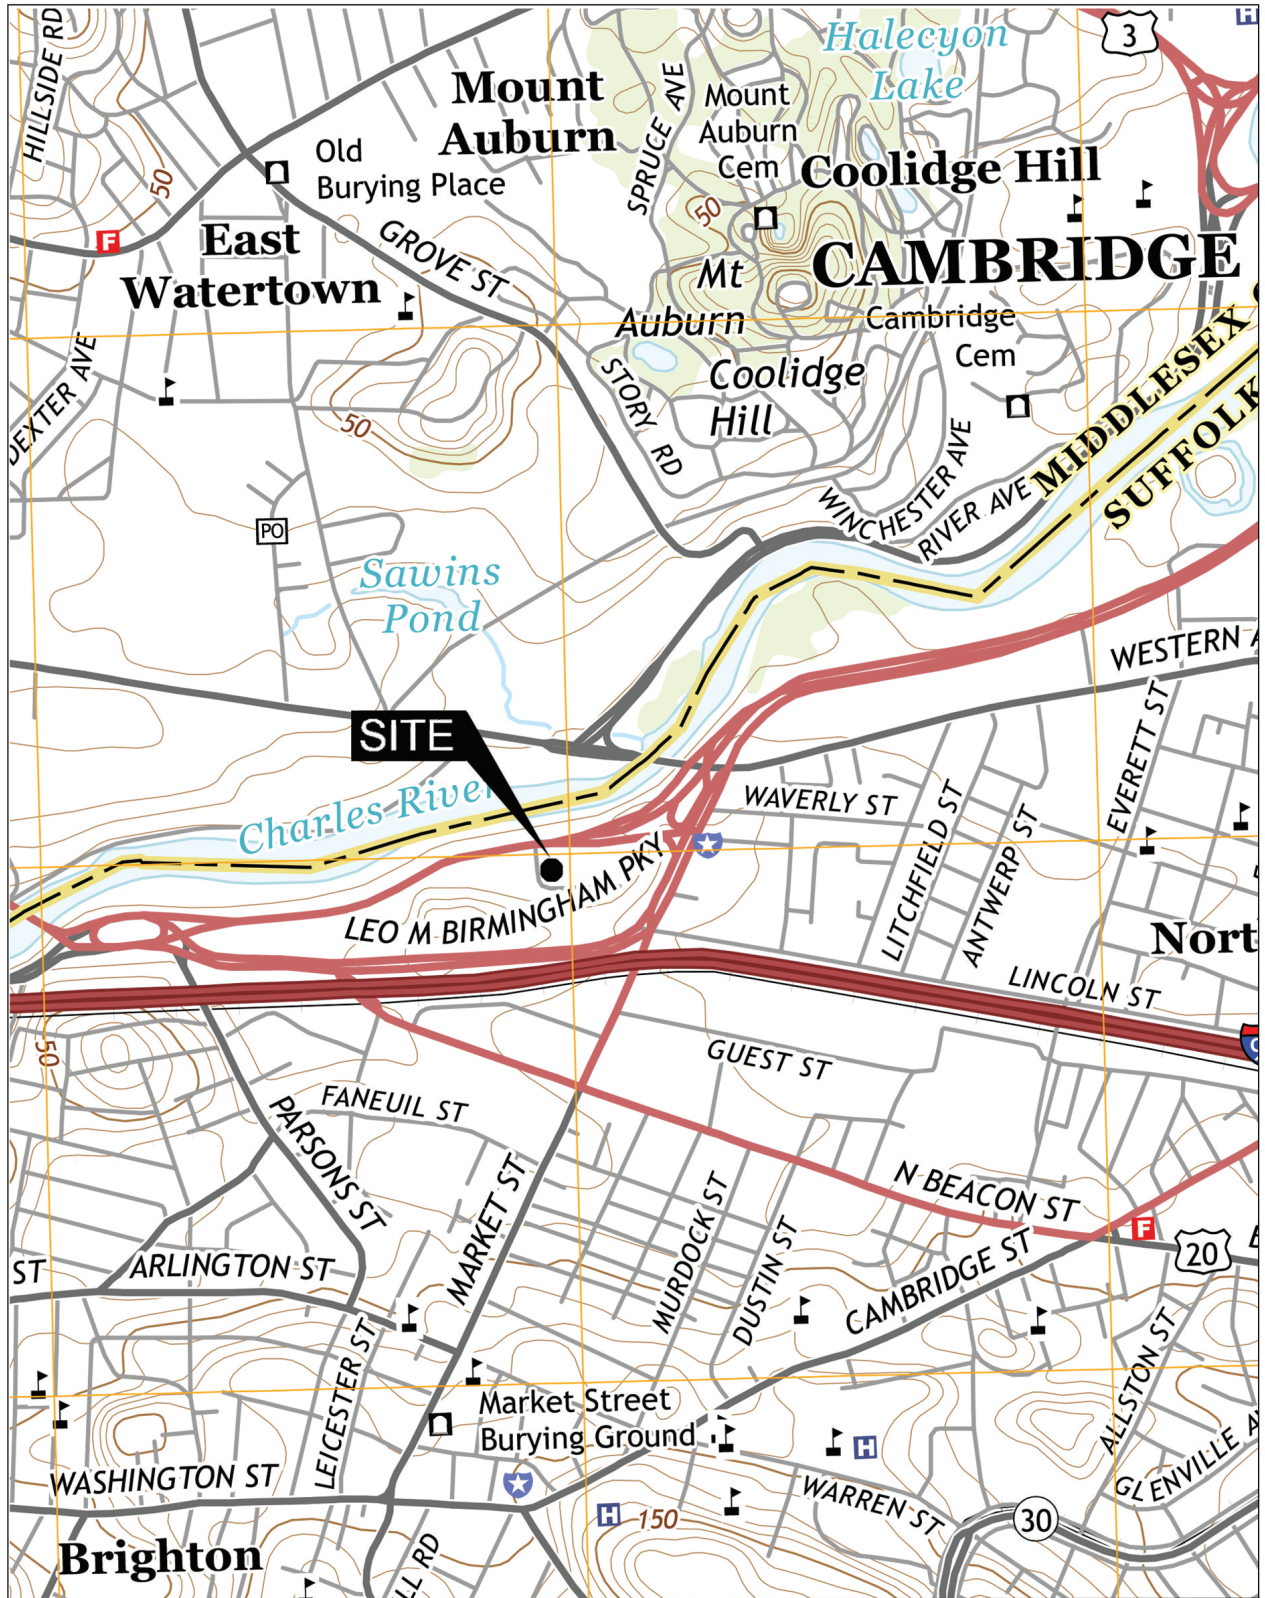 HILLSIDE RD
Halecyon
Lake
3
H
Mount
Auburn
SPRUCE AVE
Mount
Auburn
Cem
Old
Burying Place
Coolidge Hill
50
50
F
East
Watertown
GROVE ST
CAMBRIDGE
Mt
Auburn
Cambridge
Cem
Coolidge
Hill
STORY RD
DEXTER AVE
50
MIDDLESEX
SUFFOLK
WINCHESTER AVE
RIVER AVE
PO
Sawins
Pond
WESTERN A
SITE
EVERETT ST
Charles River
WAVERLY ST
LITCHFIELD ST
ANTWERP ST
LEO M BIRMINGHAM PKY
Nort
LINCOLN ST
50
GUEST ST
FANEUIL ST
PARSONS ST
MARKET ST
N BEACON ST
MURDOCK ST
DUSTIN ST
F
20
ST
ARLINGTON ST
CAMBRIDGE ST
LEICESTER ST
ALLSTON ST
Market Street
Burying Ground
H
WASHINGTON ST
GLENVILLE A
H
150
WARREN ST
30
Brighton
LL RD